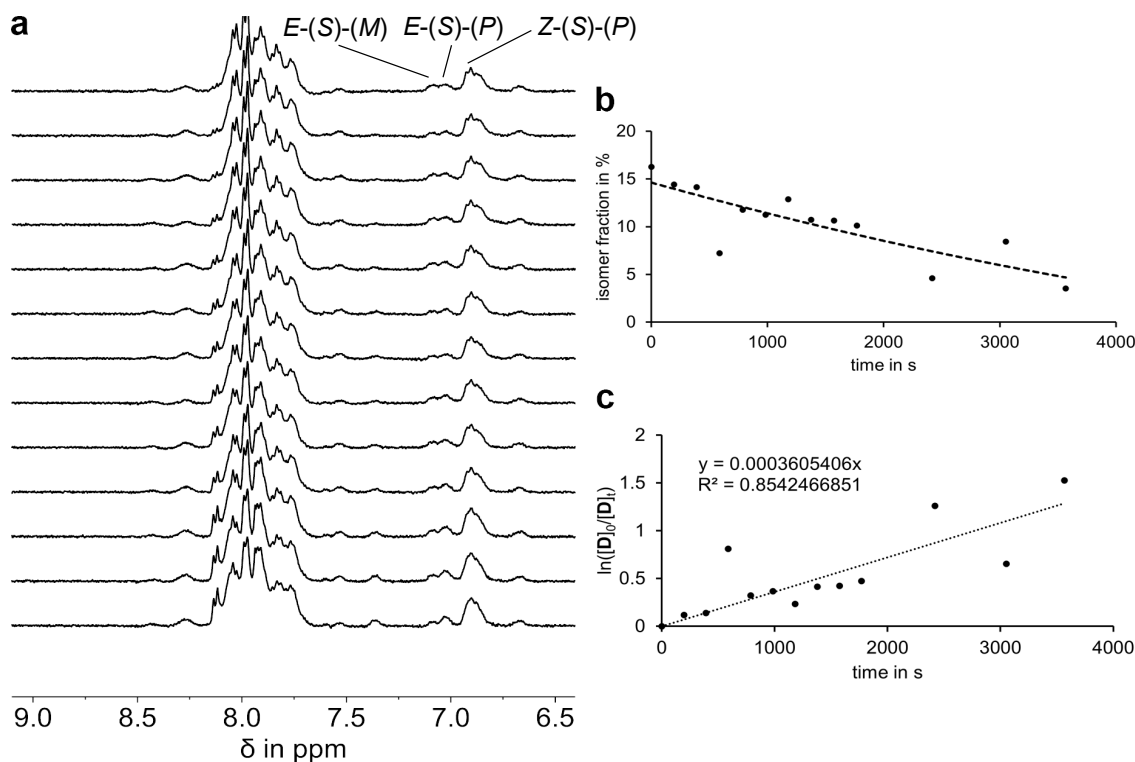 a
E-(S)-(M) E-(S)-(P) Z-(S)-(P)
9.0 8.5 8.0 7.5 7.0 6.5
δ in ppm
b
20
15
10
5
0
isomer fraction in %
0 1000 2000 3000 4000
time in s
c
2
1.5
1
0.5
0
ln([D]₀/[D]ₜ)
y = 0.0003605406x
R² = 0.8542466851
0 1000 2000 3000 4000
time in s